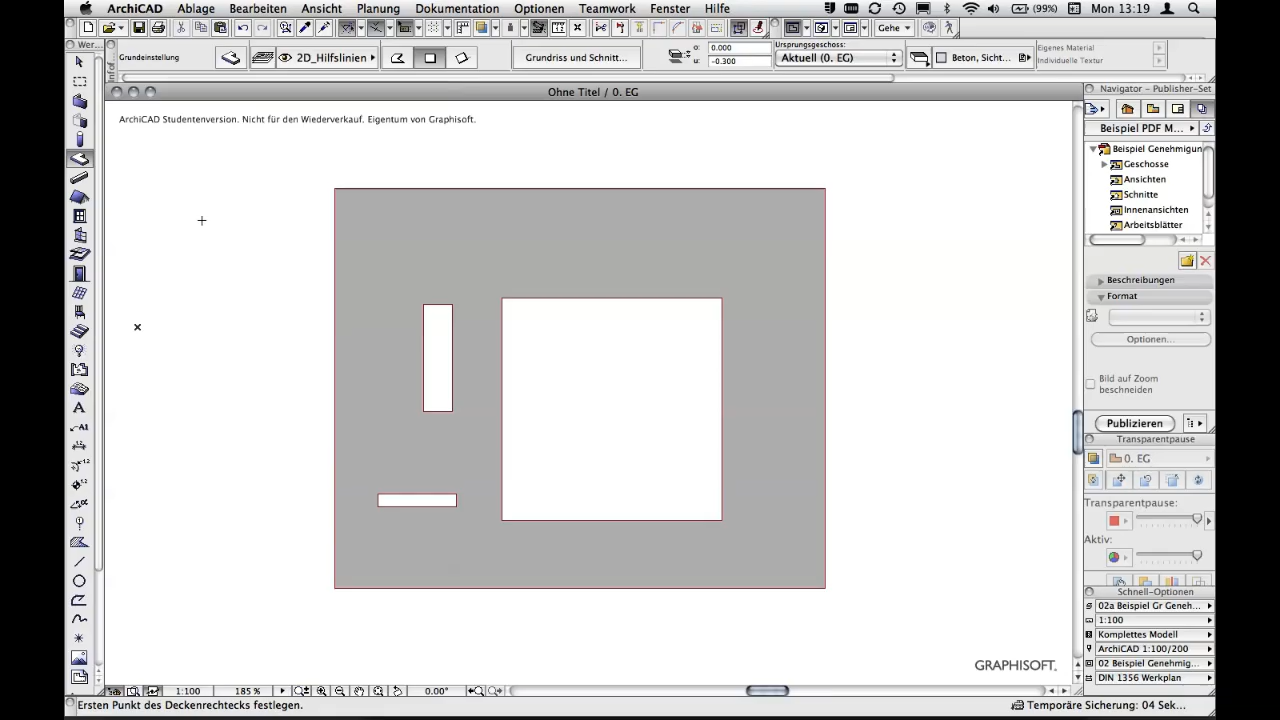 ArchiCAD Ablage Bearbeiten Ansicht Planung Dokumentation Optionen Teamwork Fenster Hilfe (99%) Mon 13:19
Gehe
Wer...
Grundeinstellung
2D_Hilfslinien
Grundriss und Schnitt...
o: 0.000
u: -0.300
Ursprungsgeschoss:
Aktuell (0. EG)
Beton, Sicht...
Eigenes Material
Individuelle Textur
Ohne Titel / 0. EG
Navigator - Publisher-Set
ArchiCAD Studentenversion. Nicht für den Wiederverkauf. Eigentum von Graphisoft.
Beispiel PDF M...
Beispiel Genehmigun
Geschosse
Ansichten
Schnitte
Innenansichten
Arbeitsblätter
Beschreibungen
Format
Optionen...
Bild auf Zoom
beschneiden
Publizieren
Transparentpause
0. EG
Transparentpause:
Aktiv:
Schnell-Optionen
02a Beispiel Gr Geneh...
1:100
Komplettes Modell
ArchiCAD 1:100/200
02 Beispiel Genehmig...
DIN 1356 Werkplan
GRAPHISOFT.
1:100 185 % 0.00°
Ersten Punkt des Deckenrechtecks festlegen.
Temporäre Sicherung: 04 Sek...